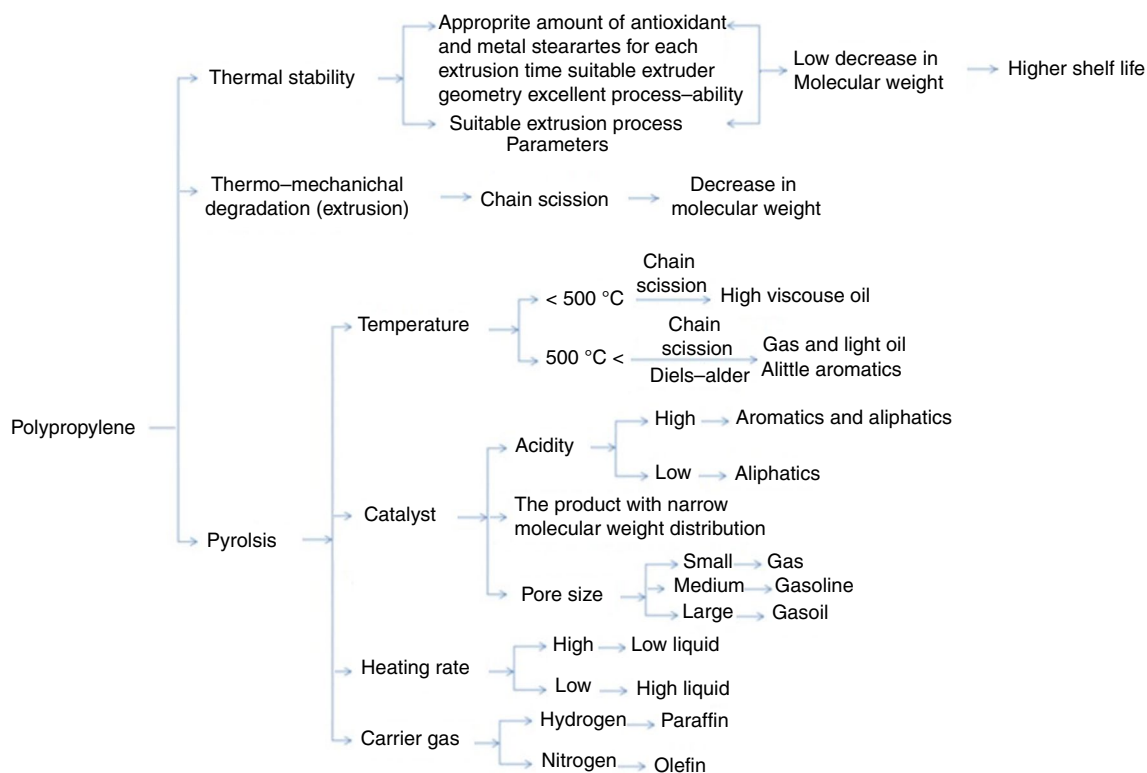 Approprite amount of antioxidant
and metal stearartes for each
extrusion time suitable extruder
geometry excellent process–ability
Thermal stability
Low decrease in
Molecular weight
Higher shelf life
Suitable extrusion process
Parameters
Thermo–mechanichal
degradation (extrusion)
Chain scission
Decrease in
molecular weight
Temperature
< 500 °C
Chain
scission
High viscouse oil
500 °C <
Chain
scission
Diels–alder
Gas and light oil
Alittle aromatics
Polypropylene
Pyrolsis
Catalyst
Acidity
High
Aromatics and aliphatics
Low
Aliphatics
The product with narrow
molecular weight distribution
Pore size
Small
Gas
Medium
Gasoline
Large
Gasoil
Heating rate
High
Low liquid
Low
High liquid
Carrier gas
Hydrogen
Paraffin
Nitrogen
Olefin